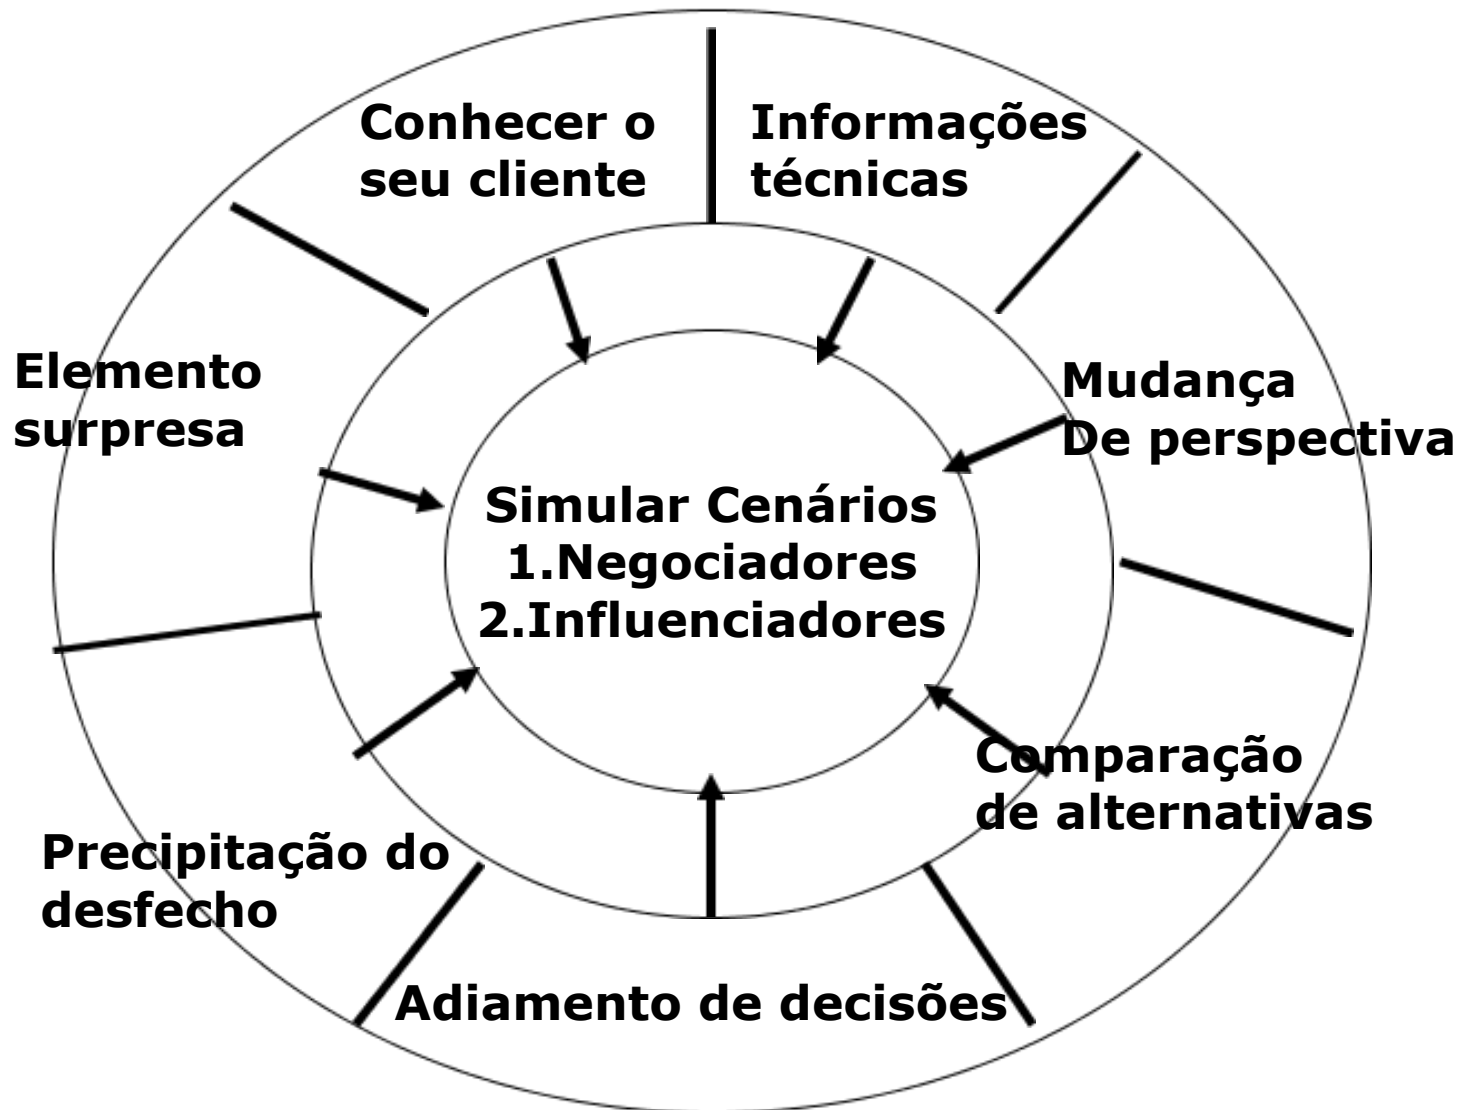 Conhecer o
seu cliente
Informações
técnicas
Elemento
surpresa
Mudança
De perspectiva
Simular Cenários
1.Negociadores
2.Influenciadores
Comparação
de alternativas
Precipitação do
desfecho
Adiamento de decisões